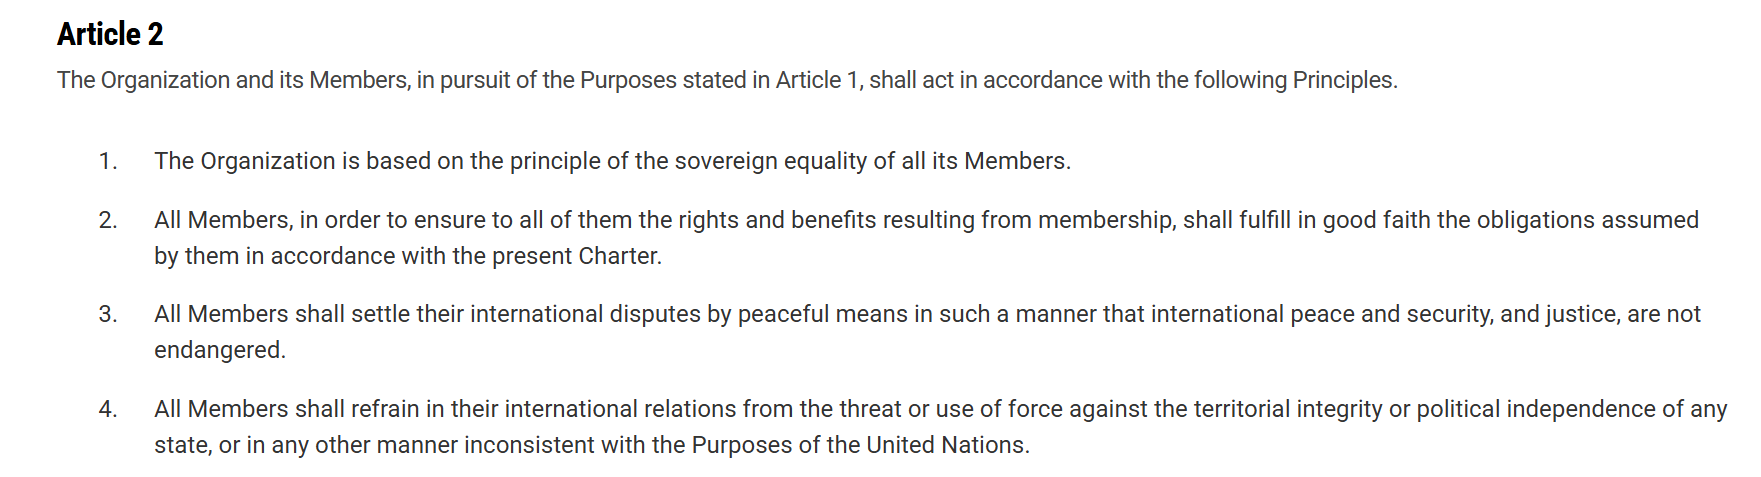 Article 2
The Organization and its Members, in pursuit of the Purposes stated in Article 1, shall act in accordance with the following Principles.
1. The Organization is based on the principle of the sovereign equality of all its Members.
2. All Members, in order to ensure to all of them the rights and benefits resulting from membership, shall fulfill in good faith the obligations assumed
by them in accordance with the present Charter.
3. All Members shall settle their international disputes by peaceful means in such a manner that international peace and security, and justice, are not
endangered.
4. All Members shall refrain in their international relations from the threat or use of force against the territorial integrity or political independence of any
state, or in any other manner inconsistent with the Purposes of the United Nations.